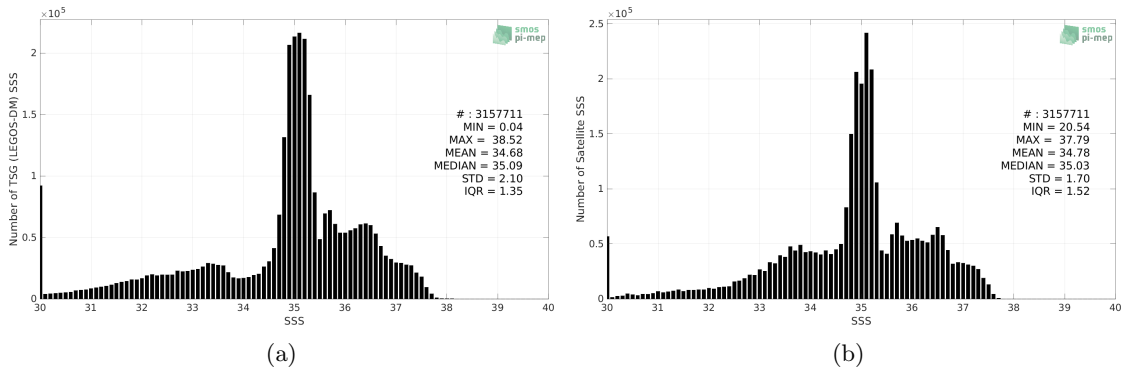 ×10⁵
2
1.5
1
0.5
0
30 31 32 33 34 35 36 37 38 39 40
SSS
Number of TSG (LEGOS-DM) SSS
smos
pi-mep
# : 3157711
MIN = 0.04
MAX = 38.52
MEAN = 34.68
MEDIAN = 35.09
STD = 2.10
IQR = 1.35
(a)
×10⁵
2.5
2
1.5
1
0.5
0
30 31 32 33 34 35 36 37 38 39 40
SSS
Number of Satellite SSS
smos
pi-mep
# : 3157711
MIN = 20.54
MAX = 37.79
MEAN = 34.78
MEDIAN = 35.03
STD = 1.70
IQR = 1.52
(b)